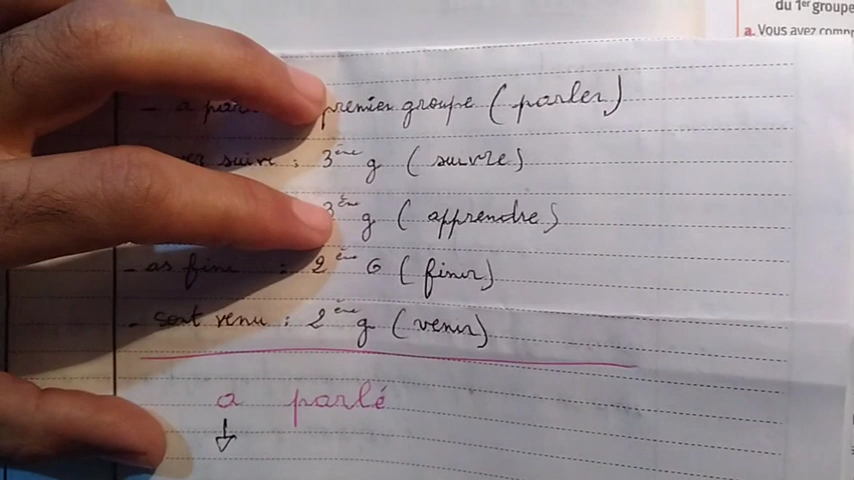 du 1er groupe
a. Vous avez
- a premier groupe (parler)
suivi : 3ème g (suivre)
3ème g (apprendre)
- as fini : 2ème G (finir)
- sont venu : 2ème g (venir)
a parlé